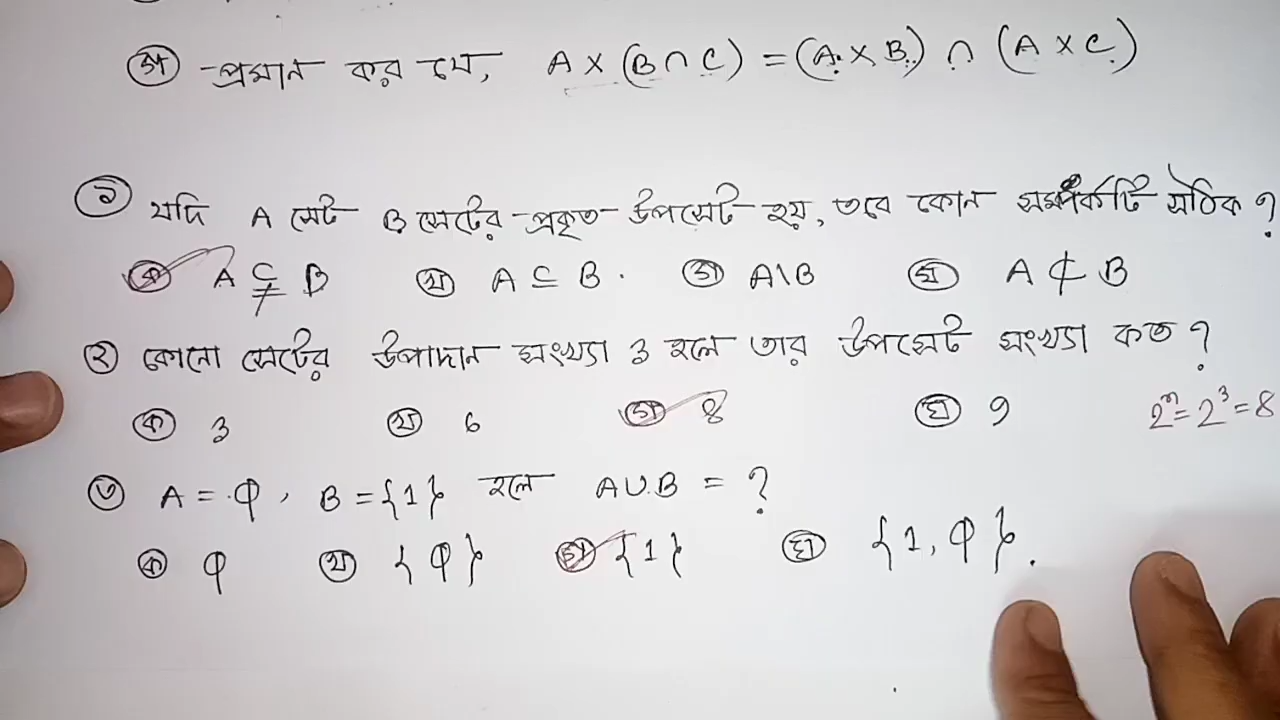 গ প্রমান কর যে, A × (B ∩ C) = (A × B) ∩ (A × C)
১ যদি A সেট B সেটের প্রকৃত উপসেট হয়, তবে কোন সম্পর্কটি সঠিক ?
ক A ⊊ B খ A ⊆ B . গ A\B ঘ A ⊄ B
২ কোনো সেটের উপাদান সংখ্যা 3 হলে তার উপসেট সংখ্যা কত ?
ক 3 খ 6 গ 8 ঘ 9 2ⁿ = 2³ = 8
৩ A = φ , B = {1} হলে A ∪ B = ?
ক φ খ {φ} গ {1} ঘ {1, φ}.